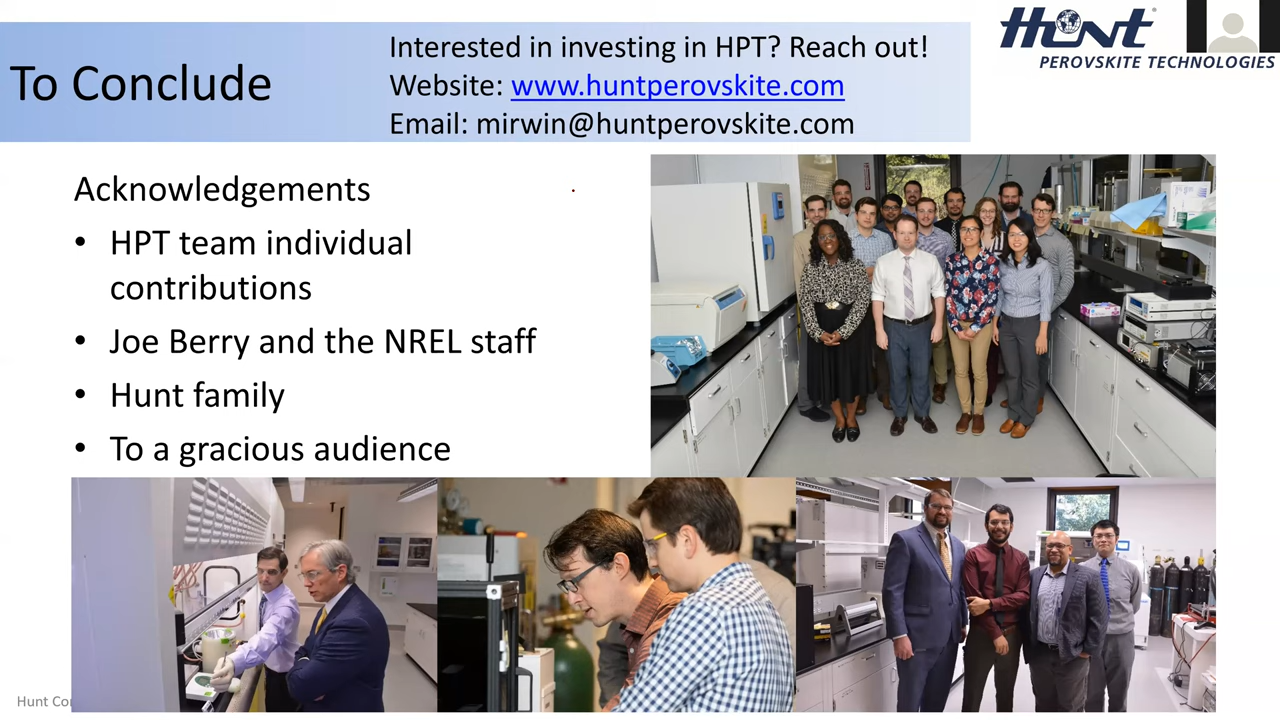 To Conclude
Interested in investing in HPT? Reach out!
Website: www.huntperovskite.com
Email: mirwin@huntperovskite.com
Hunt
PEROVSKITE TECHNOLOGIES
Acknowledgements
• HPT team individual
contributions
• Joe Berry and the NREL staff
• Hunt family
• To a gracious audience
Hunt